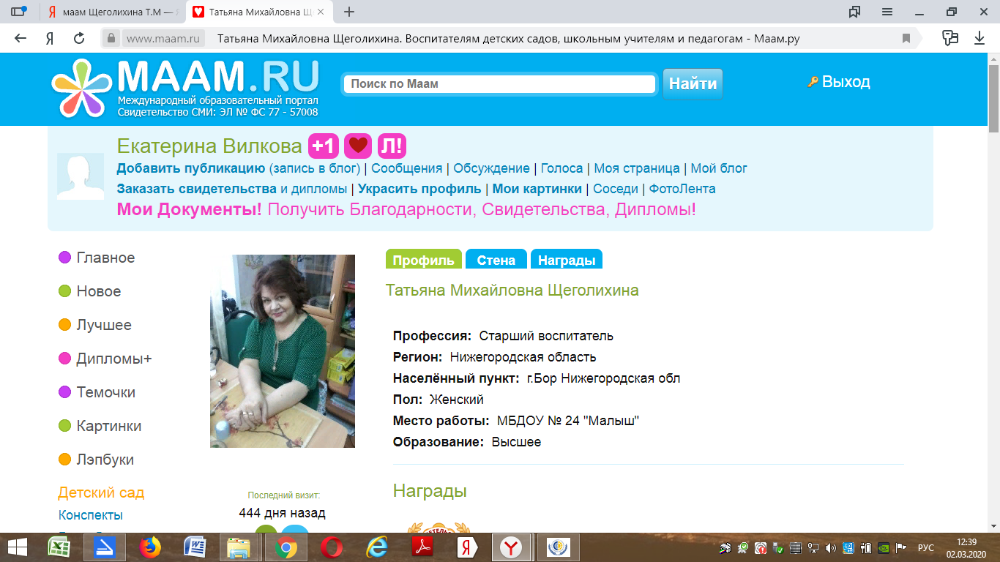 маам Щеголихина Т.М — Я
Татьяна Михайловна Щ
www.maam.ru
Татьяна Михайловна Щеголихина. Воспитателям детских садов, школьным учителям и педагогам - Маам.ру
MAAM.RU
Международный образовательный портал
Свидетельство СМИ: ЭЛ № ФС 77 - 57008
Поиск по Маам
Найти
Выход
Екатерина Вилкова +1 Л!
Добавить публикацию (запись в блог) | Сообщения | Обсуждение | Голоса | Моя страница | Мой блог
Заказать свидетельства и дипломы | Украсить профиль | Мои картинки | Соседи | ФотоЛента
Мои Документы! Получить Благодарности, Свидетельства, Дипломы!
Главное
Новое
Лучшее
Дипломы+
Темочки
Картинки
Лэпбуки
Детский сад
Конспекты
Последний визит:
444 дня назад
Профиль Стена Награды
Татьяна Михайловна Щеголихина
Профессия: Старший воспитатель
Регион: Нижегородская область
Населённый пункт: г.Бор Нижегородская обл
Пол: Женский
Место работы: МБДОУ № 24 "Малыш"
Образование: Высшее
Награды
РУС
12:39
02.03.2020